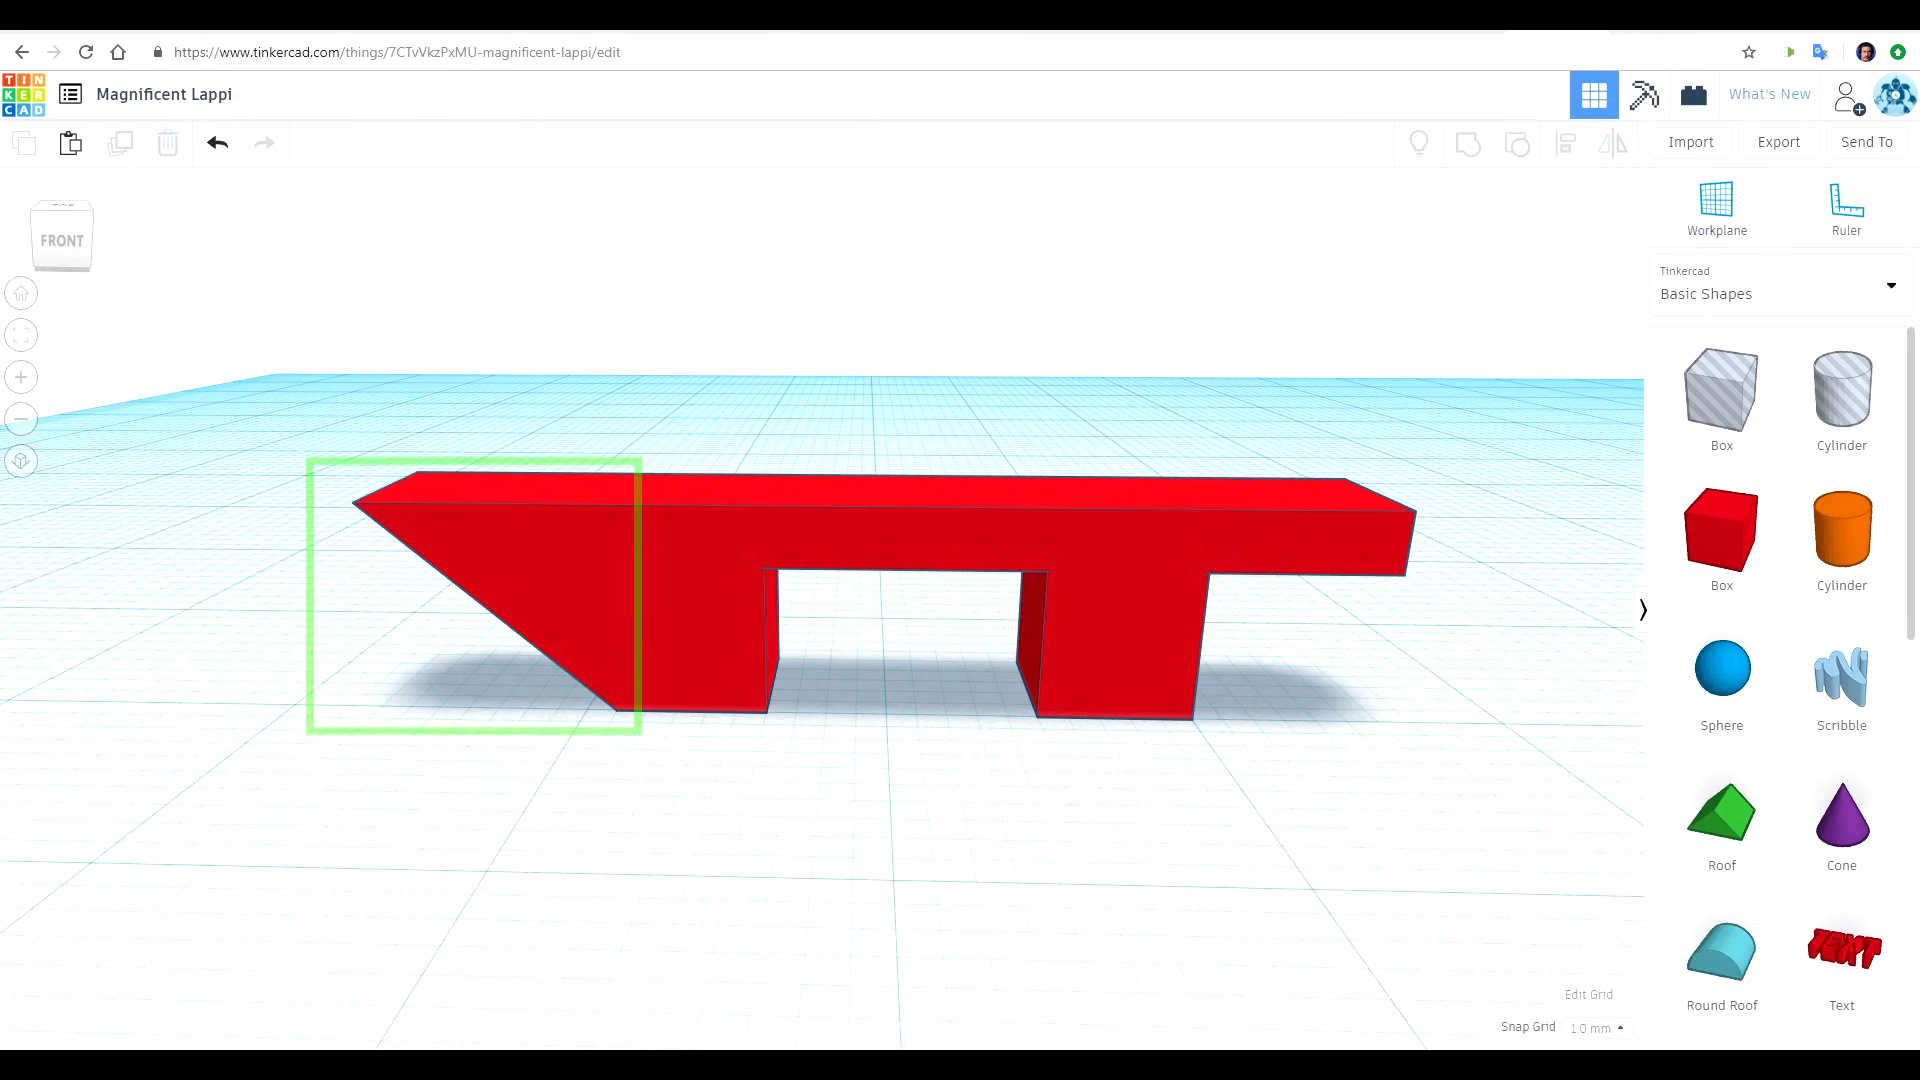 https://www.tinkercad.com/things/7CTvVkzPxMU-magnificent-lappi/edit
TIN
KER
CAD
Magnificent Lappi
What's New
Import
Export
Send To
TOP
FRONT
Workplane
Ruler
Tinkercad
Basic Shapes
Box
Cylinder
Box
Cylinder
Sphere
Scribble
Roof
Cone
TEXT
Round Roof
Text
Edit Grid
Snap Grid 1.0 mm